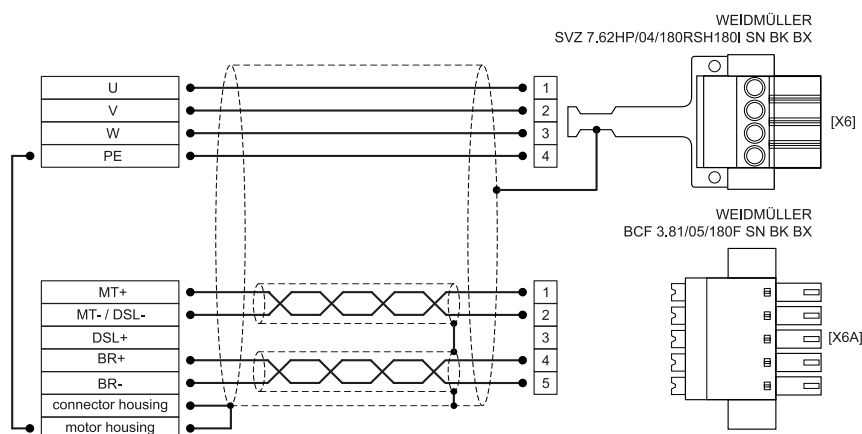 WEIDMÜLLER
SVZ 7.62HP/04/180RSH180I SN BK BX
U
V
W
PE
1
2
3
4
[X6]
WEIDMÜLLER
BCF 3.81/05/180F SN BK BX
MT+
MT- / DSL-
DSL+
BR+
BR-
connector housing
motor housing
1
2
3
4
5
[X6A]